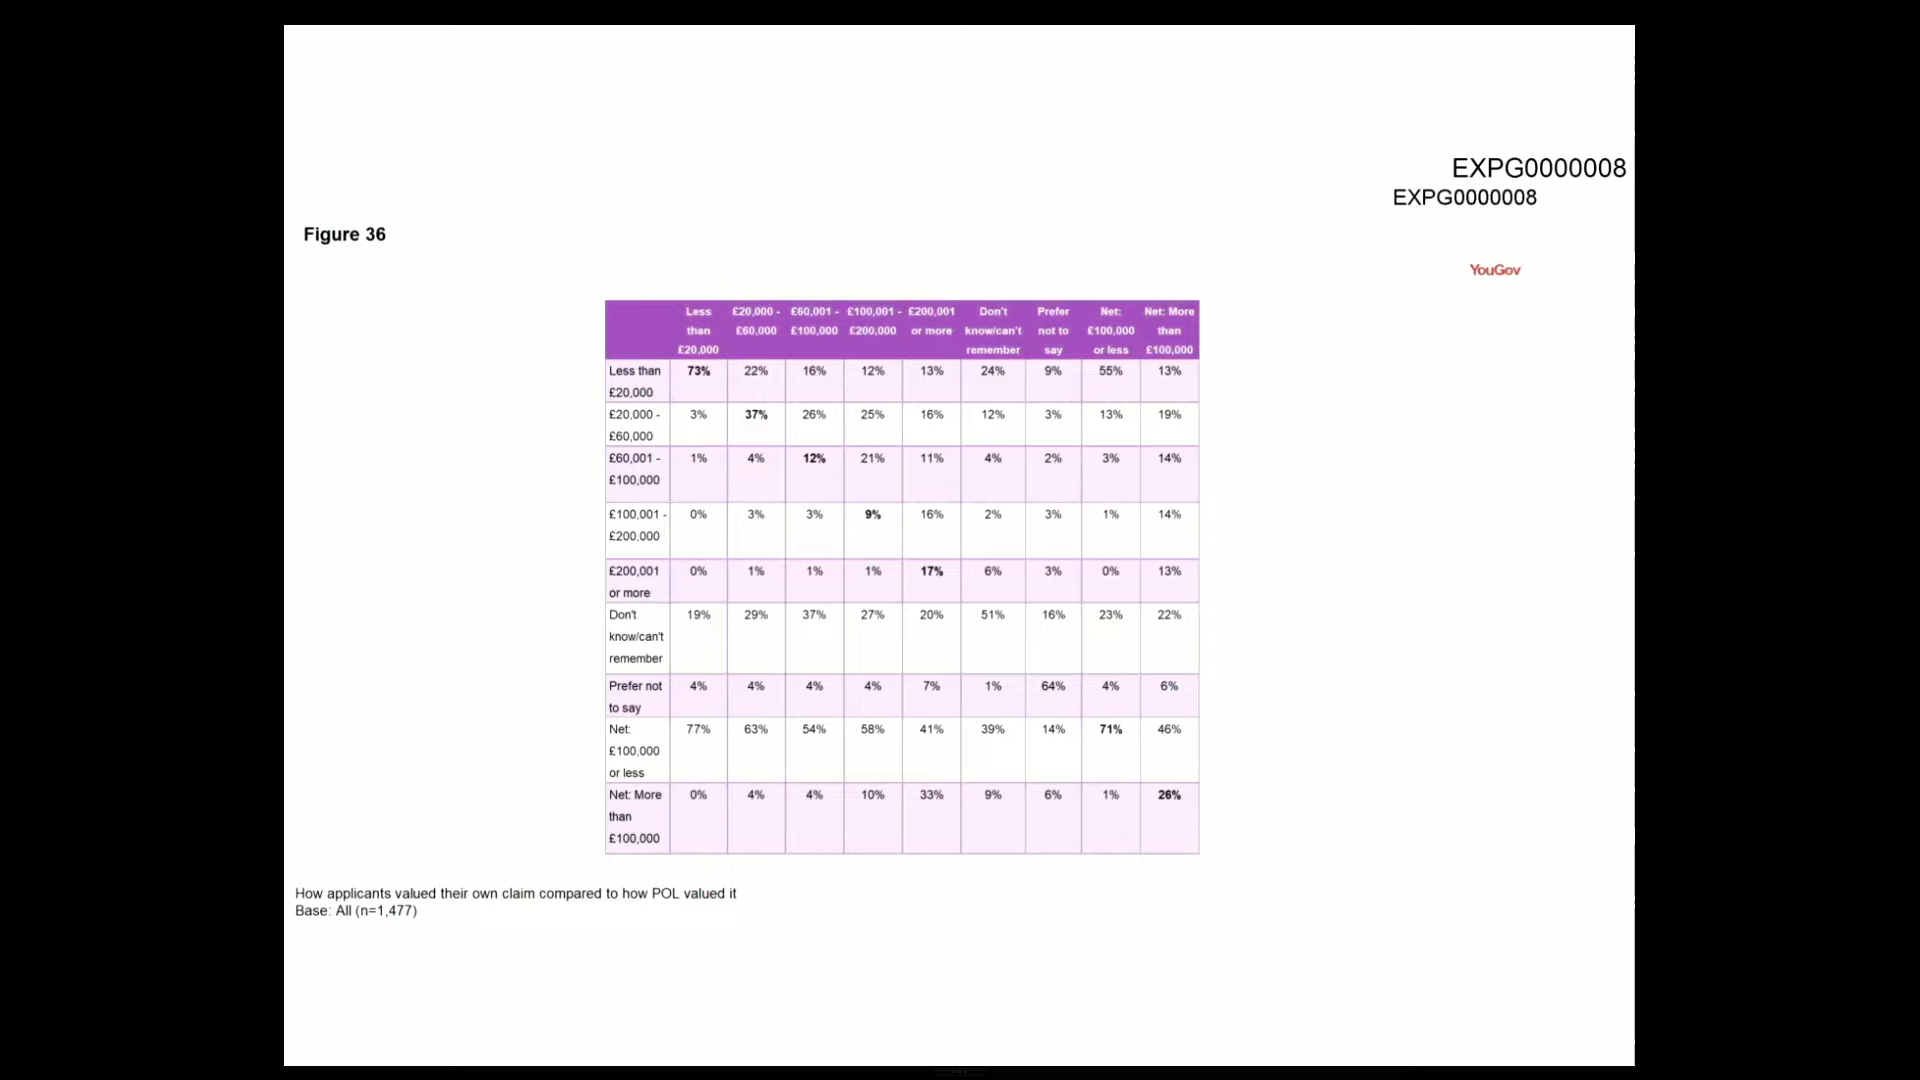 EXPG0000008
EXPG0000008
Figure 36
YouGov
Less than £20,000 | £20,000 - £60,000 | £60,001 - £100,000 | £100,001 - £200,000 | £200,001 or more | Don't know/can't remember | Prefer not to say | Net: £100,000 or less | Net: More than £100,000
Less than £20,000 | 73% | 22% | 16% | 12% | 13% | 24% | 9% | 55% | 13%
£20,000 - £60,000 | 3% | 37% | 26% | 25% | 16% | 12% | 3% | 13% | 19%
£60,001 - £100,000 | 1% | 4% | 12% | 21% | 11% | 4% | 2% | 3% | 14%
£100,001 - £200,000 | 0% | 3% | 3% | 9% | 16% | 2% | 3% | 1% | 14%
£200,001 or more | 0% | 1% | 1% | 1% | 17% | 6% | 3% | 0% | 13%
Don't know/can't remember | 19% | 29% | 37% | 27% | 20% | 51% | 16% | 23% | 22%
Prefer not to say | 4% | 4% | 4% | 4% | 7% | 1% | 64% | 4% | 6%
Net: £100,000 or less | 77% | 63% | 54% | 58% | 41% | 39% | 14% | 71% | 46%
Net: More than £100,000 | 0% | 4% | 4% | 10% | 33% | 9% | 6% | 1% | 26%
How applicants valued their own claim compared to how POL valued it
Base: All (n=1,477)